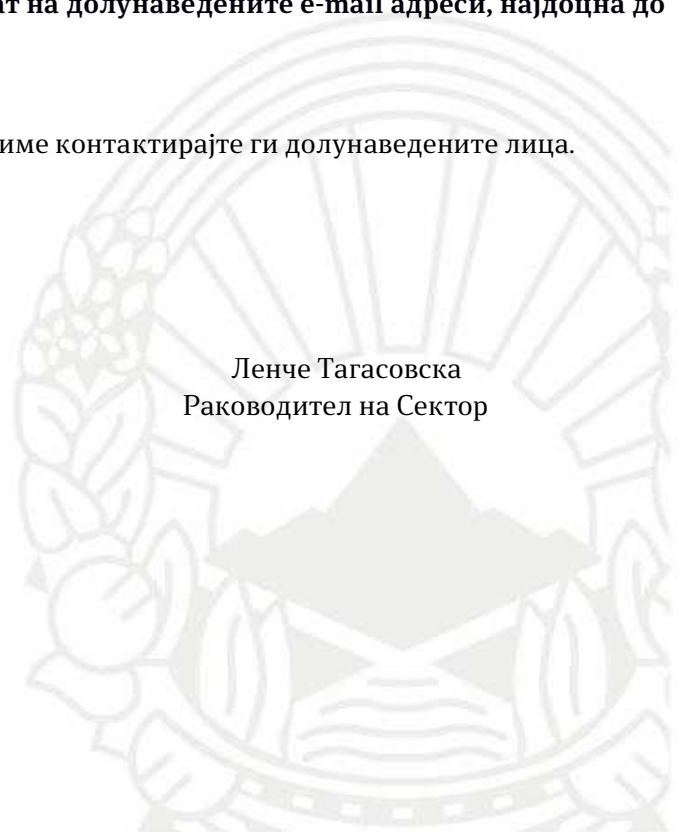 ат на долунаведените e-mail адреси, најдоцна до
име контактирајте ги долунаведените лица.
Ленче Тагасовска
Раководител на Сектор